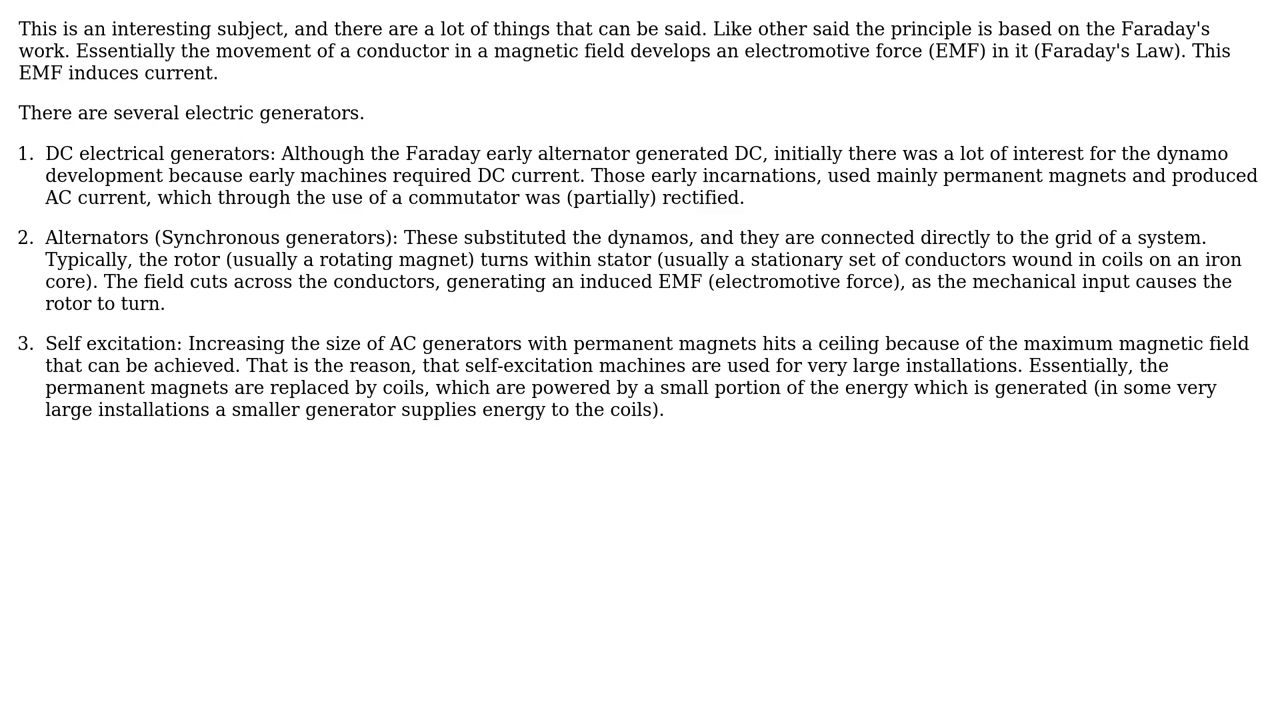 This is an interesting subject, and there are a lot of things that can be said. Like other said the principle is based on the Faraday's
work. Essentially the movement of a conductor in a magnetic field develops an electromotive force (EMF) in it (Faraday's Law). This
EMF induces current.
There are several electric generators.
1. DC electrical generators: Although the Faraday early alternator generated DC, initially there was a lot of interest for the dynamo
development because early machines required DC current. Those early incarnations, used mainly permanent magnets and produced
AC current, which through the use of a commutator was (partially) rectified.
2. Alternators (Synchronous generators): These substituted the dynamos, and they are connected directly to the grid of a system.
Typically, the rotor (usually a rotating magnet) turns within stator (usually a stationary set of conductors wound in coils on an iron
core). The field cuts across the conductors, generating an induced EMF (electromotive force), as the mechanical input causes the
rotor to turn.
3. Self excitation: Increasing the size of AC generators with permanent magnets hits a ceiling because of the maximum magnetic field
that can be achieved. That is the reason, that self-excitation machines are used for very large installations. Essentially, the
permanent magnets are replaced by coils, which are powered by a small portion of the energy which is generated (in some very
large installations a smaller generator supplies energy to the coils).